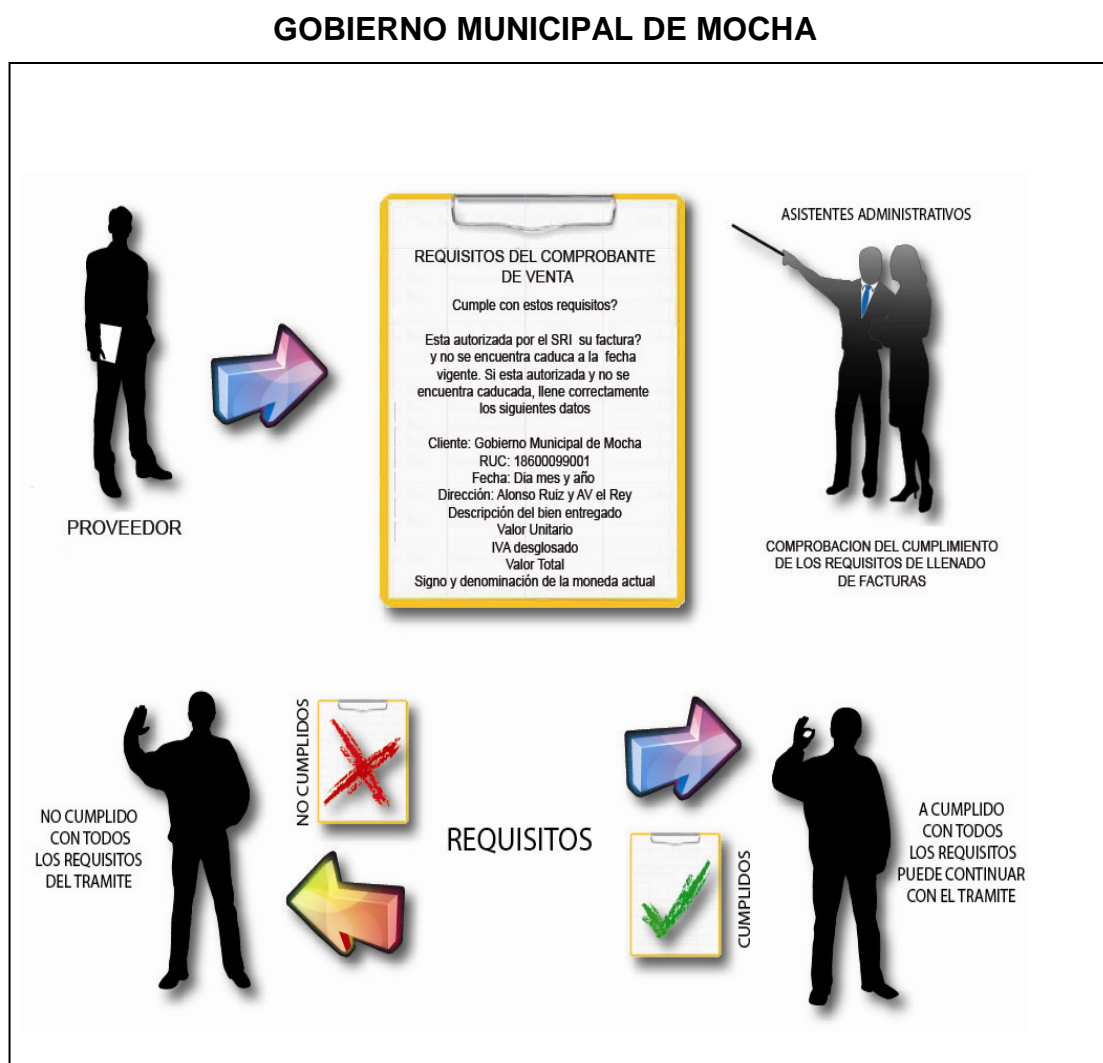 GOBIERNO MUNICIPAL DE MOCHA
REQUISITOS DEL COMPROBANTE
DE VENTA
Cumple con estos requisitos?
Esta autorizada por el SRI su factura?
y no se encuentra caduca a la fecha
vigente. Si esta autorizada y no se
encuentra caducada, llene correctamente
los siguientes datos
Cliente: Gobierno Municipal de Mocha
RUC: 18600099001
Fecha: Dia mes y año
Dirección: Alonso Ruiz y AV el Rey
Descripción del bien entregado
Valor Unitario
IVA desglosado
Valor Total
Signo y denominación de la moneda actual
ASISTENTES ADMINISTRATIVOS
PROVEEDOR
COMPROBACION DEL CUMPLIMIENTO
DE LOS REQUISITOS DE LLENADO
DE FACTURAS
NO CUMPLIDO
CON TODOS
LOS REQUISITOS
DEL TRAMITE
NO CUMPLIDOS
REQUISITOS
CUMPLIDOS
A CUMPLIDO
CON TODOS
LOS REQUISITOS
PUEDE CONTINUAR
CON EL TRAMITE